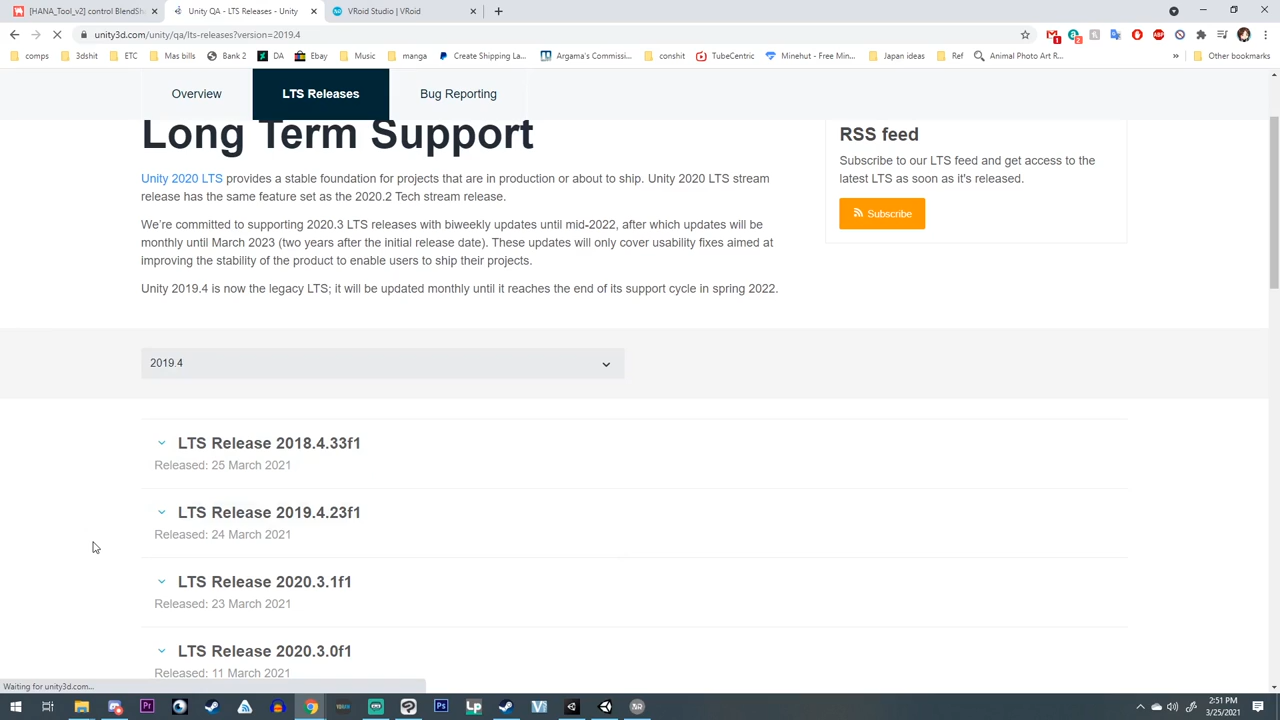 [HANA_Tool_v2] control BlendSh
Unity QA - LTS Releases - Unity
VRoid Studio | VRoid
unity3d.com/unity/qa/lts-releases?version=2019.4
comps
3dshit
ETC
Mas bills
Bank 2
DA
Ebay
Music
manga
Create Shipping La...
Argama's Commissi...
conshit
TubeCentric
Minehut - Free Min...
Japan ideas
Ref
Animal Photo Art R...
»
Other bookmarks
Overview
LTS Releases
Bug Reporting
Long Term Support
Unity 2020 LTS provides a stable foundation for projects that are in production or about to ship. Unity 2020 LTS stream
release has the same feature set as the 2020.2 Tech stream release.
We're committed to supporting 2020.3 LTS releases with biweekly updates until mid-2022, after which updates will be
monthly until March 2023 (two years after the initial release date). These updates will only cover usability fixes aimed at
improving the stability of the product to enable users to ship their projects.
Unity 2019.4 is now the legacy LTS; it will be updated monthly until it reaches the end of its support cycle in spring 2022.
RSS feed
Subscribe to our LTS feed and get access to the
latest LTS as soon as it's released.
Subscribe
2019.4
LTS Release 2018.4.33f1
Released: 25 March 2021
LTS Release 2019.4.23f1
Released: 24 March 2021
LTS Release 2020.3.1f1
Released: 23 March 2021
LTS Release 2020.3.0f1
Released: 11 March 2021
Waiting for unity3d.com...
2:51 PM
3/25/2021